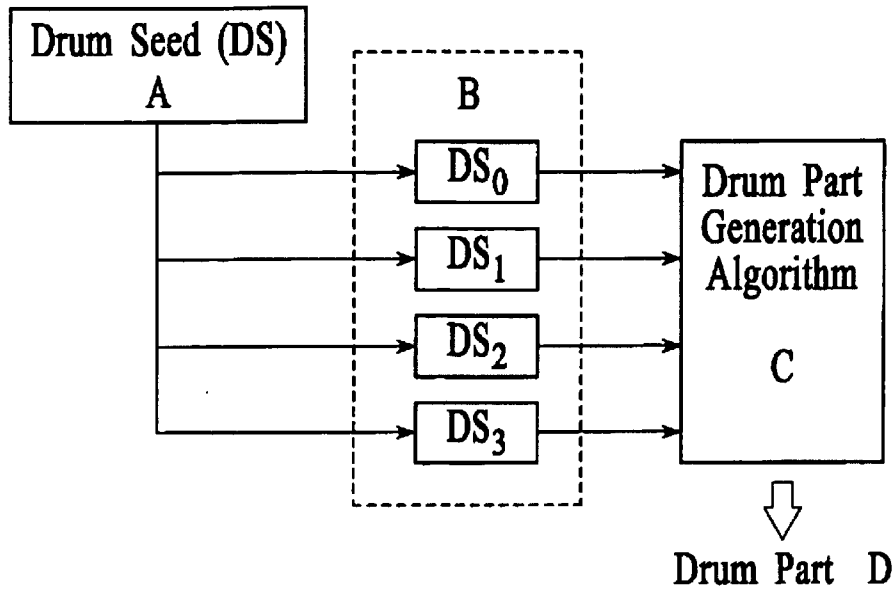 Drum Seed (DS)
A
B
DS0
DS1
DS2
DS3
Drum Part
Generation
Algorithm
C
Drum Part D